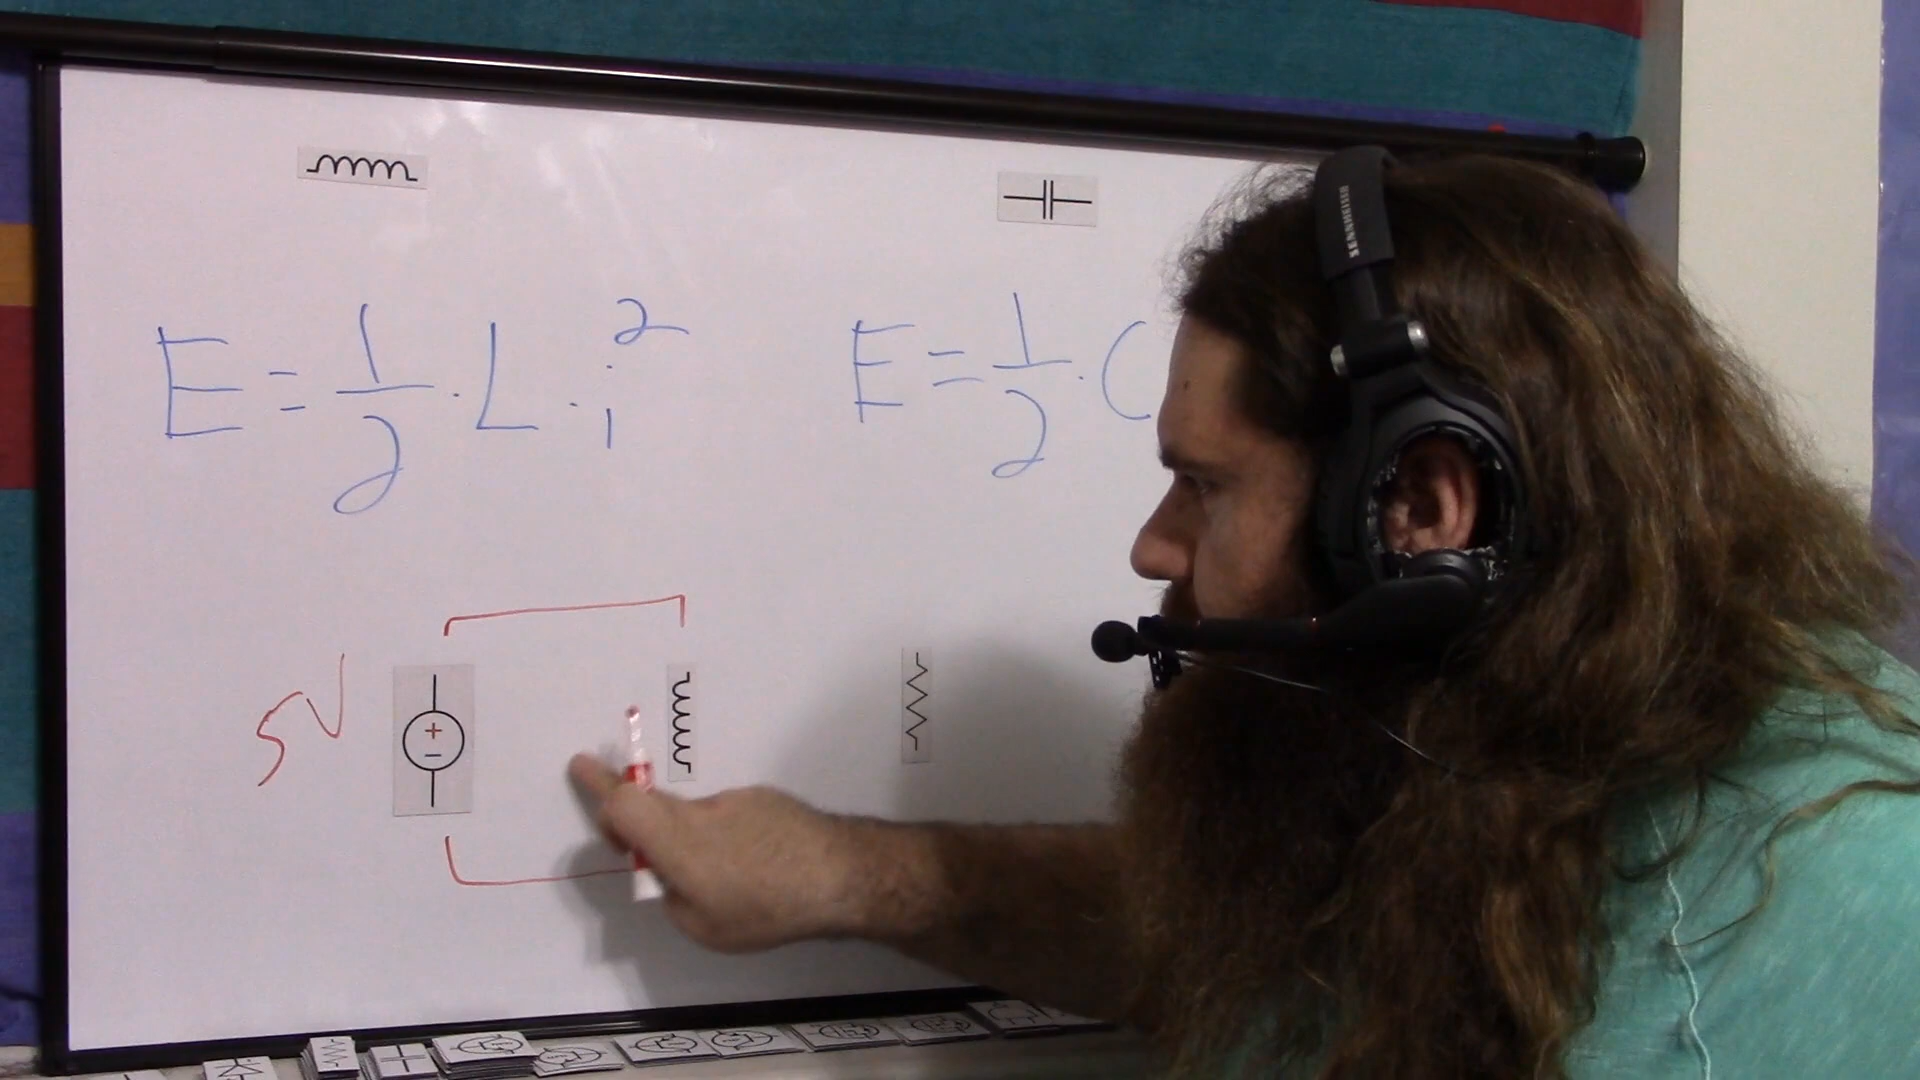 E = 1/2 · L · i²
E = 1/2 · C
5V
+
−
SENNHEISER